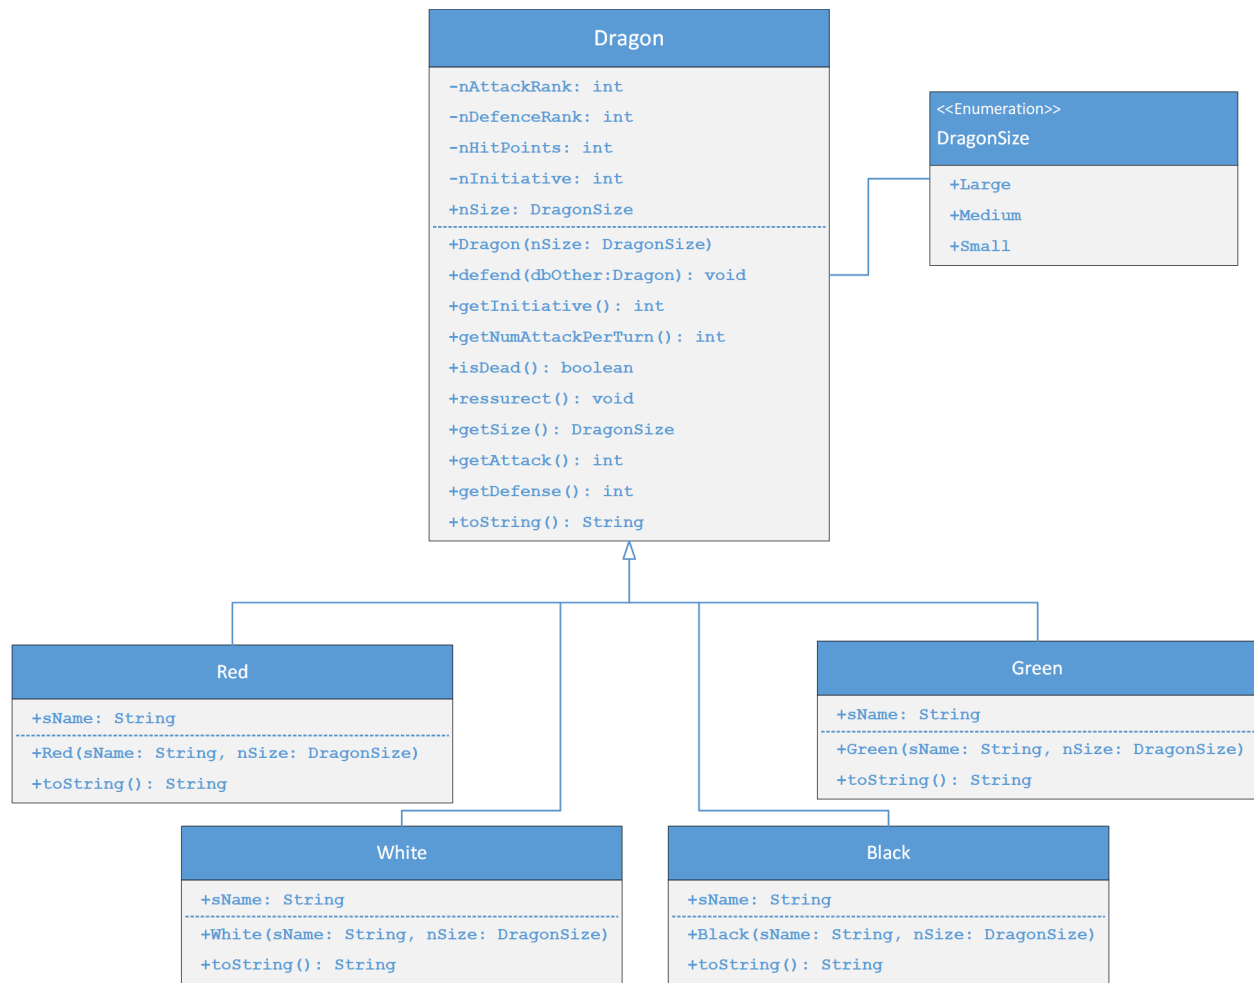 Dragon
-nAttackRank: int
-nDefenceRank: int
-nHitPoints: int
-nInitiative: int
+nSize: DragonSize
+Dragon(nSize: DragonSize)
+defend(dbOther:Dragon): void
+getInitiative(): int
+getNumAttackPerTurn(): int
+isDead(): boolean
+ressurect(): void
+getSize(): DragonSize
+getAttack(): int
+getDefense(): int
+toString(): String
<<Enumeration>>
DragonSize
+Large
+Medium
+Small
Red
+sName: String
+Red(sName: String, nSize: DragonSize)
+toString(): String
Green
+sName: String
+Green(sName: String, nSize: DragonSize)
+toString(): String
White
+sName: String
+White(sName: String, nSize: DragonSize)
+toString(): String
Black
+sName: String
+Black(sName: String, nSize: DragonSize)
+toString(): String